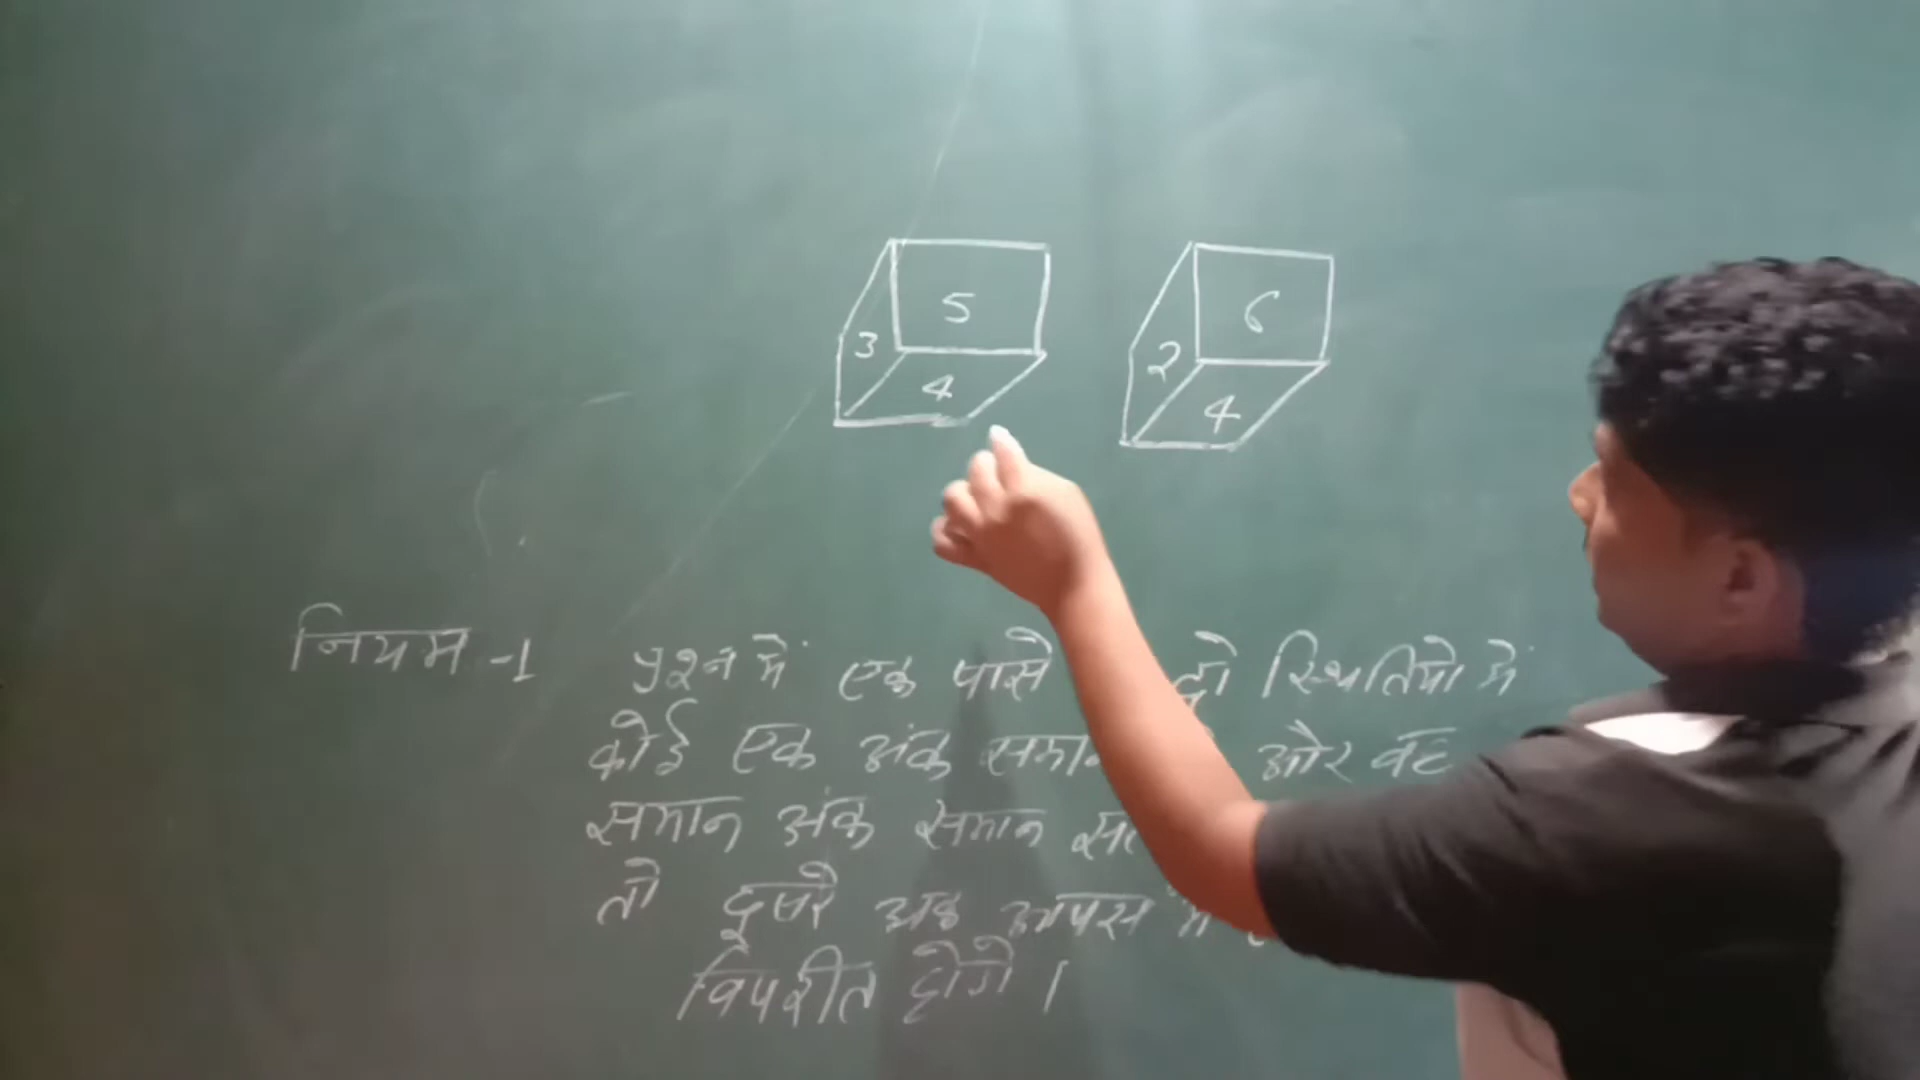 5 6
3 2
4 4
नियम -1 प्रश्न में एक पासे दो स्थितियो में
कोई एक अंक समान और वह
समान अंक समान
तो दूसरे अंक आपस में
विपरीत होगे ।